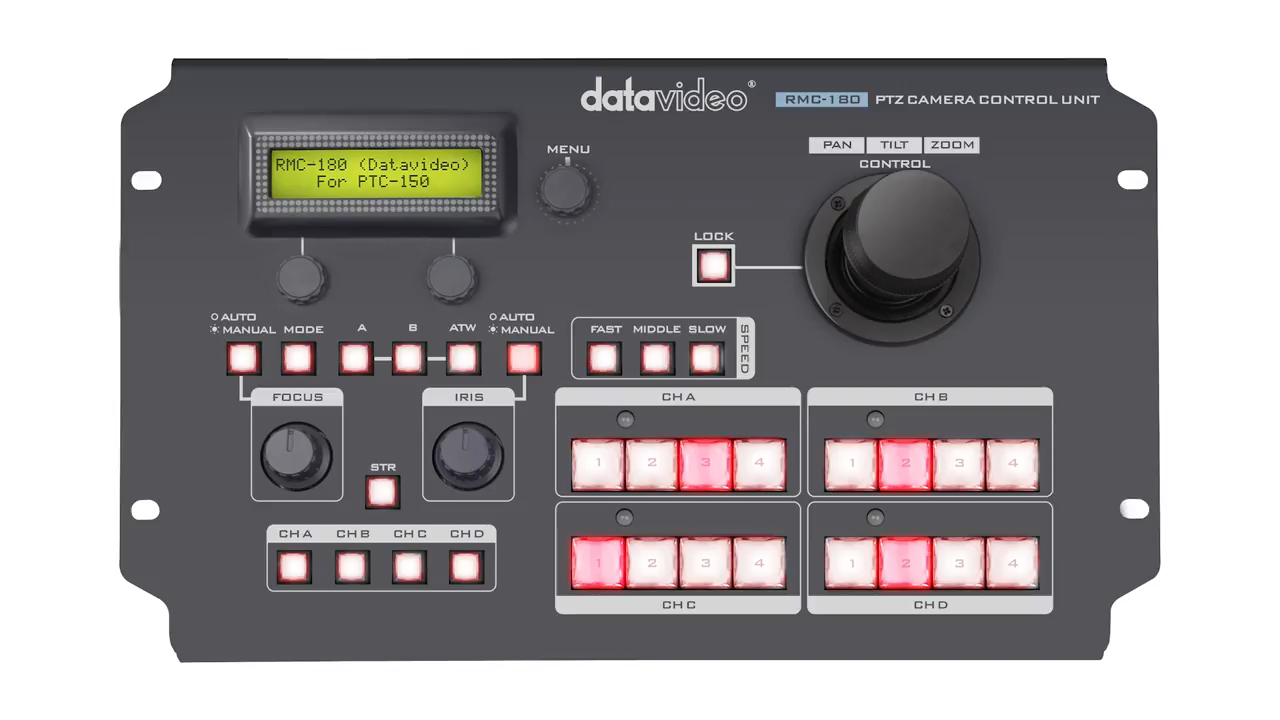 datavideo®
RMC-180 PTZ CAMERA CONTROL UNIT
RMC-180 (Datavideo)
For PTC-150
MENU
PAN TILT ZOOM
CONTROL
LOCK
AUTO
MANUAL
MODE
A
B
ATW
AUTO
MANUAL
FAST MIDDLE SLOW
SPEED
FOCUS
IRIS
STR
CH A CH B CH C CH D
CH A
1 2 3 4
CH B
1 2 3 4
1 2 3 4
CH C
1 2 3 4
CH D